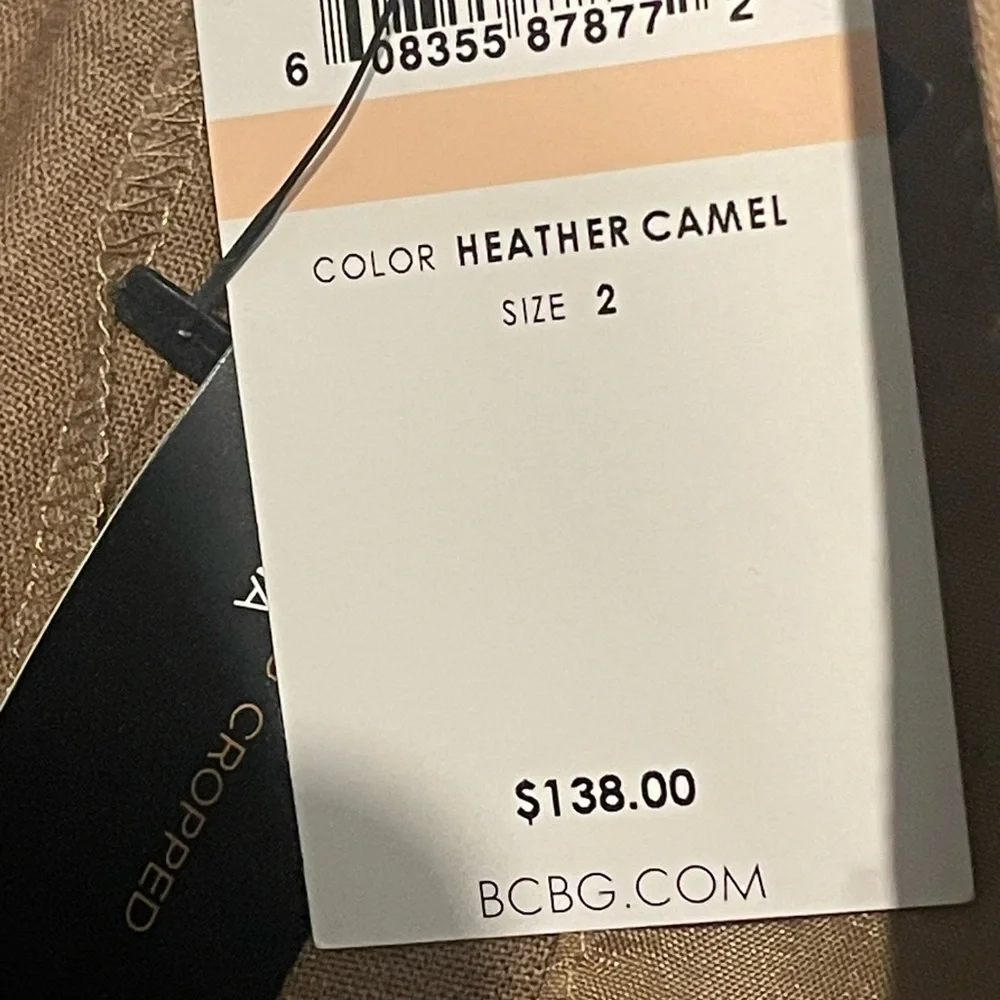 6 08355 87877 2
COLOR HEATHER CAMEL
SIZE 2
$138.00
BCBG.COM
CROPPED